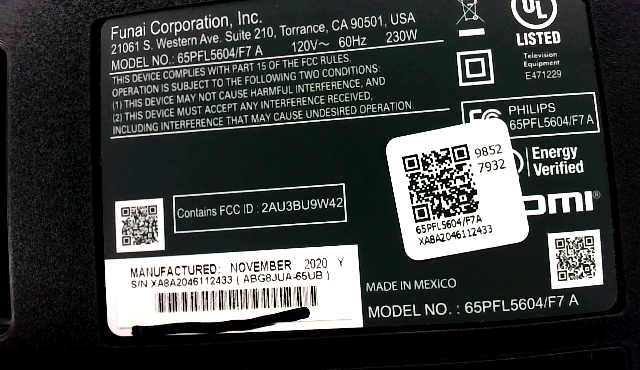 Funai Corporation, Inc.
21061 S. Western Ave. Suite 210, Torrance, CA 90501, USA
MODEL NO.: 65PFL5604/F7 A 120V~ 60Hz 230W
THIS DEVICE COMPLIES WITH PART 15 OF THE FCC RULES.
OPERATION IS SUBJECT TO THE FOLLOWING TWO CONDITIONS:
(1) THIS DEVICE MAY NOT CAUSE HARMFUL INTERFERENCE, AND
(2) THIS DEVICE MUST ACCEPT ANY INTERFERENCE RECEIVED,
INCLUDING INTERFERENCE THAT MAY CAUSE UNDESIRED OPERATION.
UL
LISTED
Television
Equipment
E471229
FC
PHILIPS
65PFL5604/F7 A
9852
7932
65PFL5604/F7A
XA8A2046112433
Energy
Verified
Contains FCC ID : 2AU3BU9W42
MANUFACTURED: NOVEMBER 2020 Y
S/N XA8A2046112433 ( ABG8JUA-65UB )
MADE IN MEXICO
MODEL NO. : 65PFL5604/F7 A